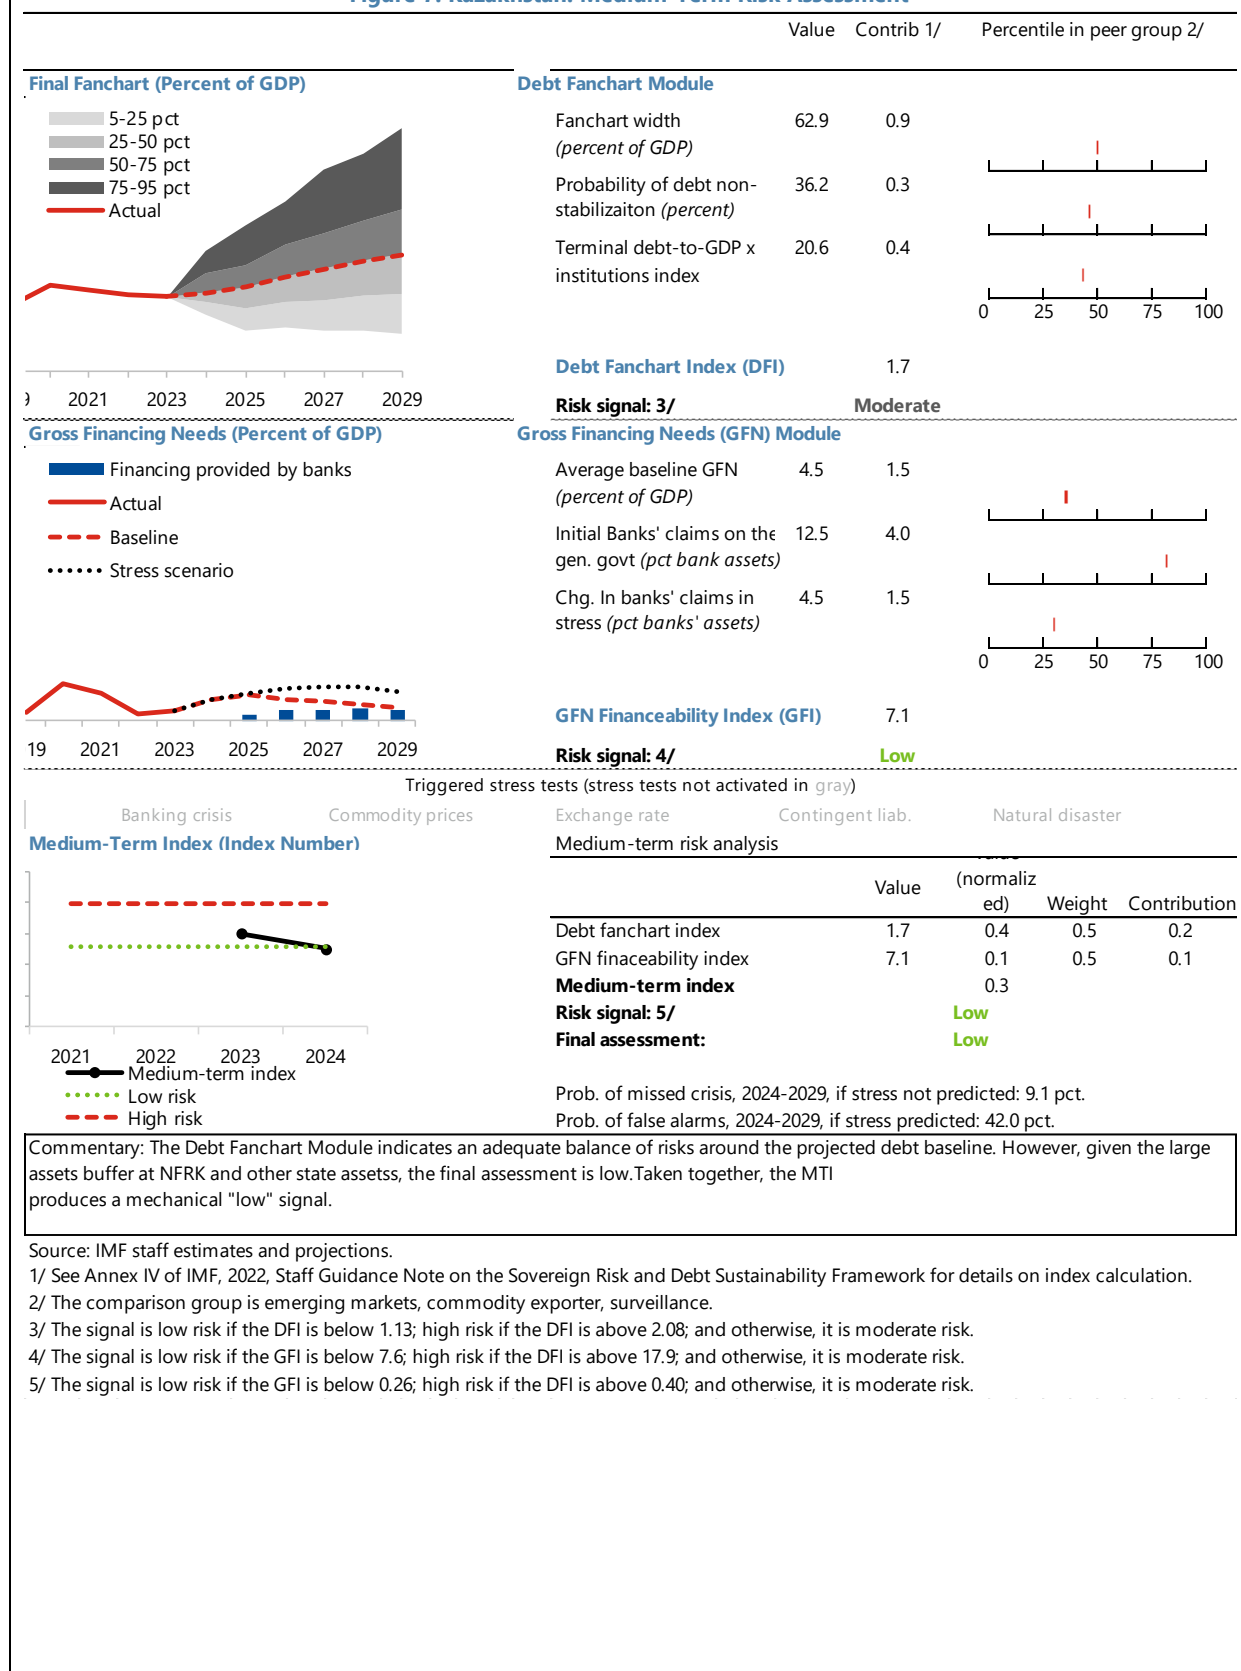 Figure 7. Kazakhstan: Medium-Term Risk Assessment
Value Contrib 1/ Percentile in peer group 2/
Final Fanchart (Percent of GDP)
5-25 pct
25-50 pct
50-75 pct
75-95 pct
Actual
9 2021 2023 2025 2027 2029
Debt Fanchart Module
Fanchart width 62.9 0.9
(percent of GDP)
Probability of debt non- 36.2 0.3
stabilizaiton (percent)
Terminal debt-to-GDP x 20.6 0.4
institutions index
0 25 50 75 100
Debt Fanchart Index (DFI) 1.7
Risk signal: 3/ Moderate
Gross Financing Needs (Percent of GDP)
Financing provided by banks
Actual
Baseline
Stress scenario
19 2021 2023 2025 2027 2029
Gross Financing Needs (GFN) Module
Average baseline GFN 4.5 1.5
(percent of GDP)
Initial Banks' claims on the 12.5 4.0
gen. govt (pct bank assets)
Chg. In banks' claims in 4.5 1.5
stress (pct banks' assets)
0 25 50 75 100
GFN Financeability Index (GFI) 7.1
Risk signal: 4/ Low
Triggered stress tests (stress tests not activated in gray)
Banking crisis Commodity prices Exchange rate Contingent liab. Natural disaster
Medium-Term Index (Index Number)
2021 2022 2023 2024
Medium-term index
Low risk
High risk
Medium-term risk analysis
Value
Value (normaliz
ed) Weight Contribution
Debt fanchart index 1.7 0.4 0.5 0.2
GFN finaceability index 7.1 0.1 0.5 0.1
Medium-term index 0.3
Risk signal: 5/ Low
Final assessment: Low
Prob. of missed crisis, 2024-2029, if stress not predicted: 9.1 pct.
Prob. of false alarms, 2024-2029, if stress predicted: 42.0 pct.
Commentary: The Debt Fanchart Module indicates an adequate balance of risks around the projected debt baseline. However, given the large
assets buffer at NFRK and other state assetss, the final assessment is low.Taken together, the MTI
produces a mechanical "low" signal.
Source: IMF staff estimates and projections.
1/ See Annex IV of IMF, 2022, Staff Guidance Note on the Sovereign Risk and Debt Sustainability Framework for details on index calculation.
2/ The comparison group is emerging markets, commodity exporter, surveillance.
3/ The signal is low risk if the DFI is below 1.13; high risk if the DFI is above 2.08; and otherwise, it is moderate risk.
4/ The signal is low risk if the GFI is below 7.6; high risk if the DFI is above 17.9; and otherwise, it is moderate risk.
5/ The signal is low risk if the GFI is below 0.26; high risk if the DFI is above 0.40; and otherwise, it is moderate risk.